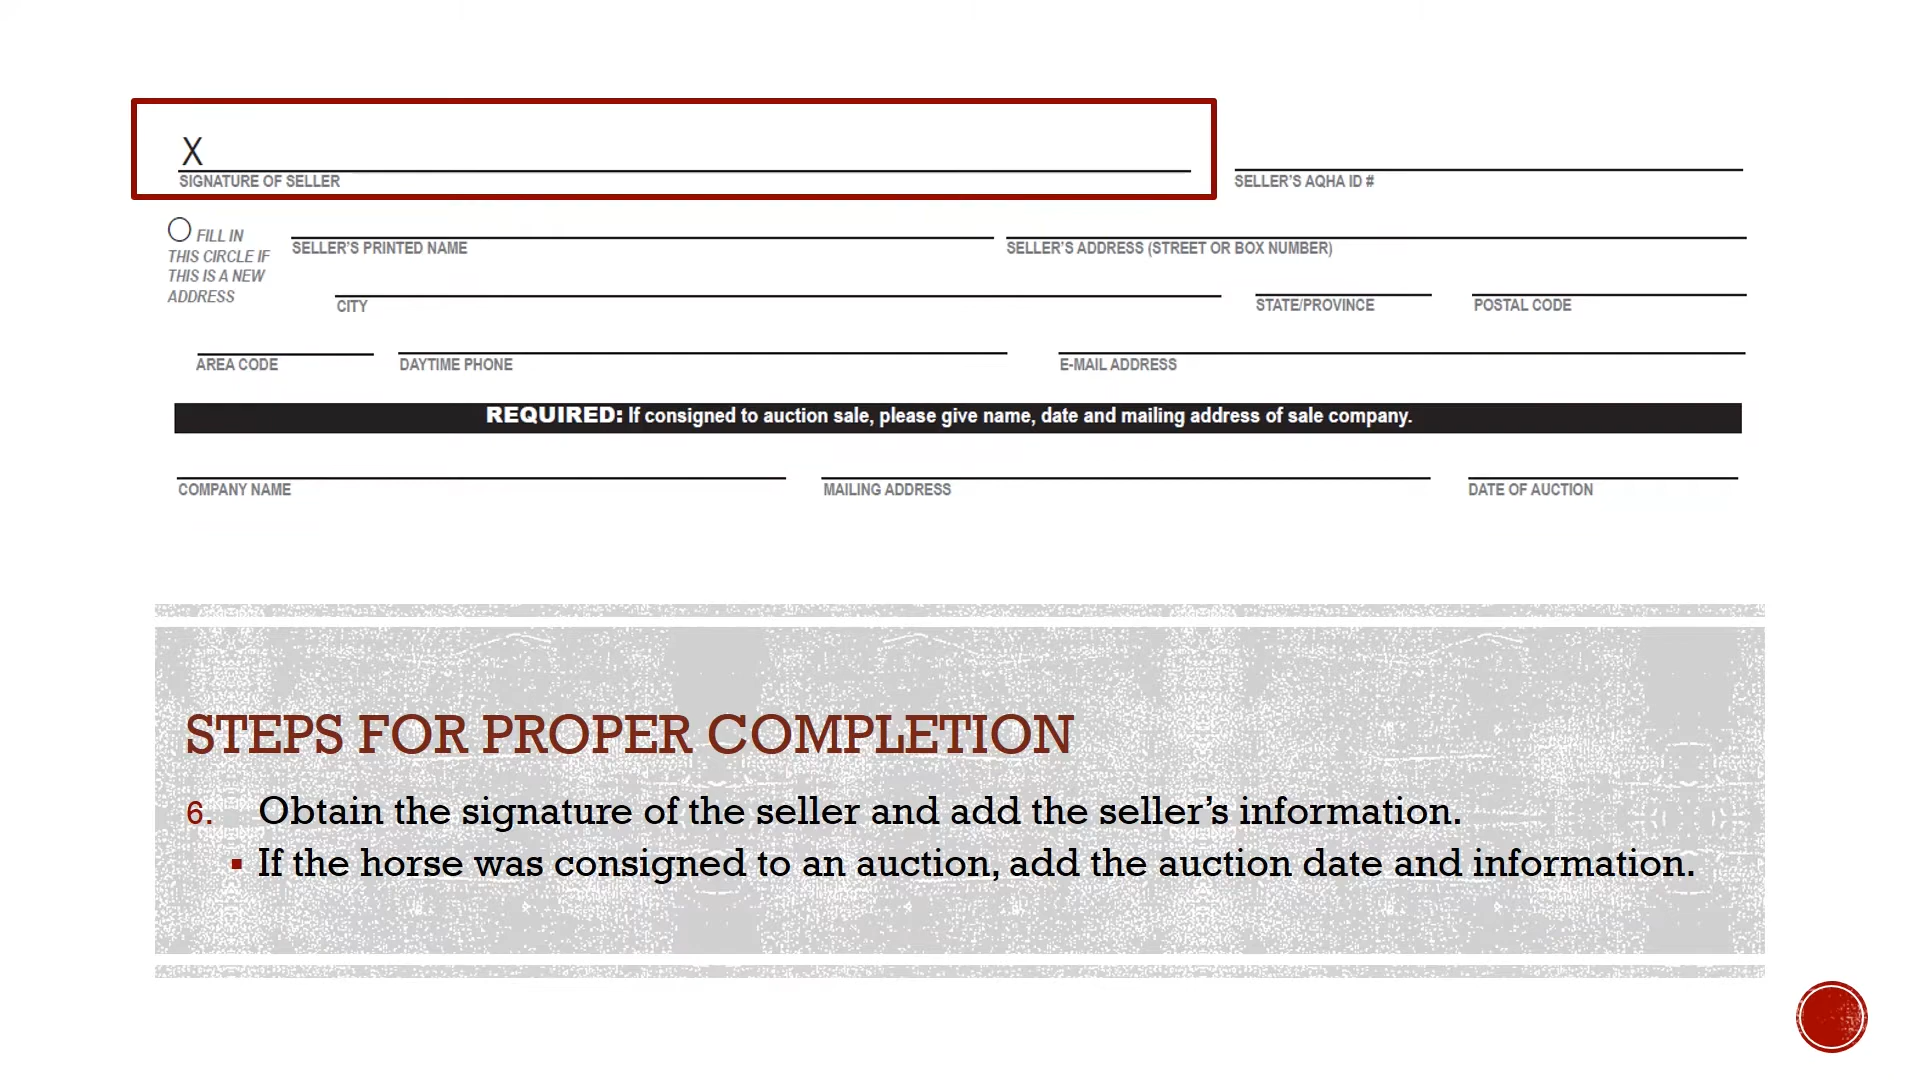 X
SIGNATURE OF SELLER
SELLER'S AQHA ID #
FILL IN
THIS CIRCLE IF
THIS IS A NEW
ADDRESS
SELLER'S PRINTED NAME
SELLER'S ADDRESS (STREET OR BOX NUMBER)
CITY
STATE/PROVINCE
POSTAL CODE
AREA CODE
DAYTIME PHONE
E-MAIL ADDRESS
REQUIRED: If consigned to auction sale, please give name, date and mailing address of sale company.
COMPANY NAME
MAILING ADDRESS
DATE OF AUCTION
STEPS FOR PROPER COMPLETION
6. Obtain the signature of the seller and add the seller's information.
▪ If the horse was consigned to an auction, add the auction date and information.